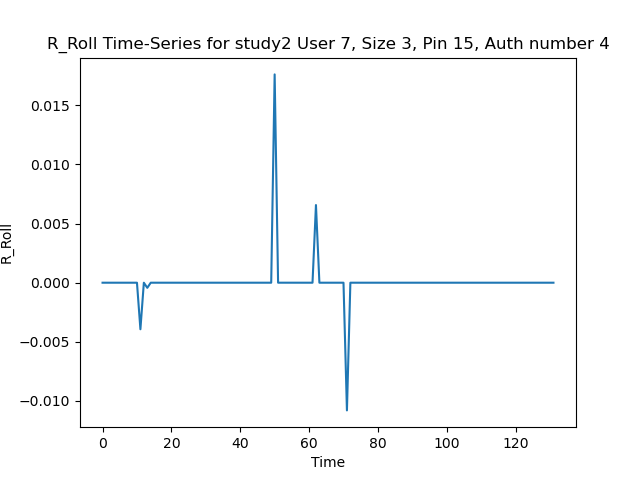 R_Roll Time-Series for study2 User 7, Size 3, Pin 15, Auth number 4
0.015
0.010
0.005
0.000
−0.005
−0.010
R_Roll
0 20 40 60 80 100 120
Time